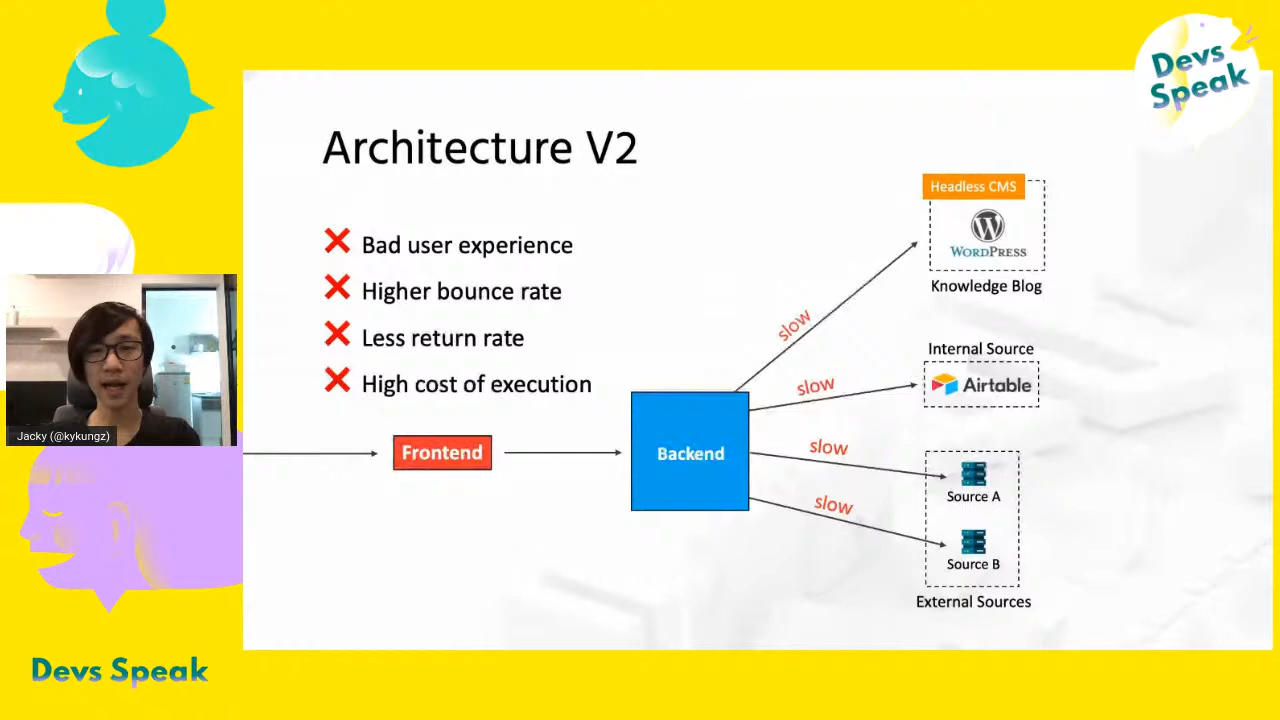 Devs
Speak
Architecture V2
Bad user experience
Higher bounce rate
Less return rate
High cost of execution
Frontend
Backend
slow
slow
slow
slow
Headless CMS
WORDPRESS
Knowledge Blog
Internal Source
Airtable
Source A
Source B
External Sources
Jacky (@kykungz)
Devs Speak